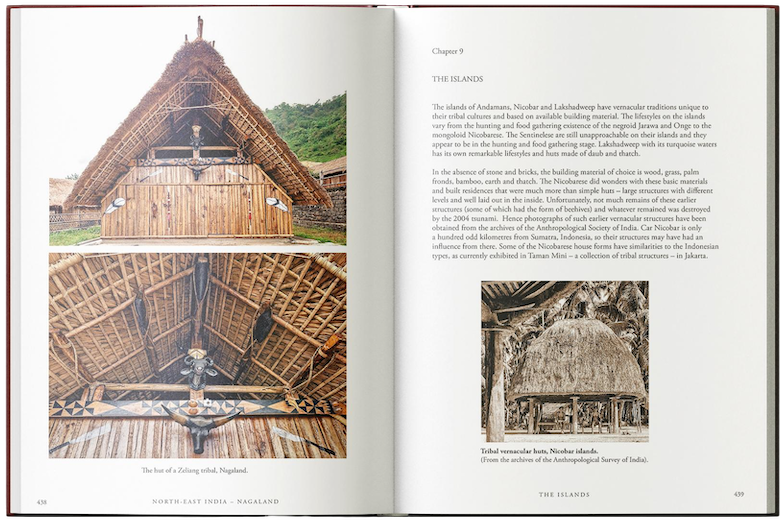 The hut of a Zeliang tribal, Nagaland.
438
NORTH-EAST INDIA – NAGALAND
Chapter 9
THE ISLANDS
The islands of Andamans, Nicobar and Lakshadweep have vernacular traditions unique to
their tribal cultures and based on available building material. The lifestyles on the islands
vary from the hunting and food gathering existence of the negroid Jarawa and Onge to the
mongoloid Nicobarese. The Sentinelese are still unapproachable on their islands and they
appear to be in the hunting and food gathering stage. Lakshadweep with its turquoise waters
has its own remarkable lifestyles and huts made of daub and thatch.
In the absence of stone and bricks, the building material of choice is wood, grass, palm
fronds, bamboo, earth and thatch. The Nicobarese did wonders with these basic materials
and built residences that were much more than simple huts – large structures with different
levels and well laid out in the inside. Unfortunately, not much remains of these earlier
structures (some of which had the form of beehives) and whatever remained was destroyed
by the 2004 tsunami. Hence photographs of such earlier vernacular structures have been
obtained from the archives of the Anthropological Society of India. Car Nicobar is only
a hundred odd kilometres from Sumatra, Indonesia, so their structures may have had an
influence from there. Some of the Nicobarese house forms have similarities to the Indonesian
types, as currently exhibited in Taman Mini – a collection of tribal structures – in Jakarta.
Tribal vernacular huts, Nicobar islands.
(From the archives of the Anthropological Survey of India).
THE ISLANDS
439